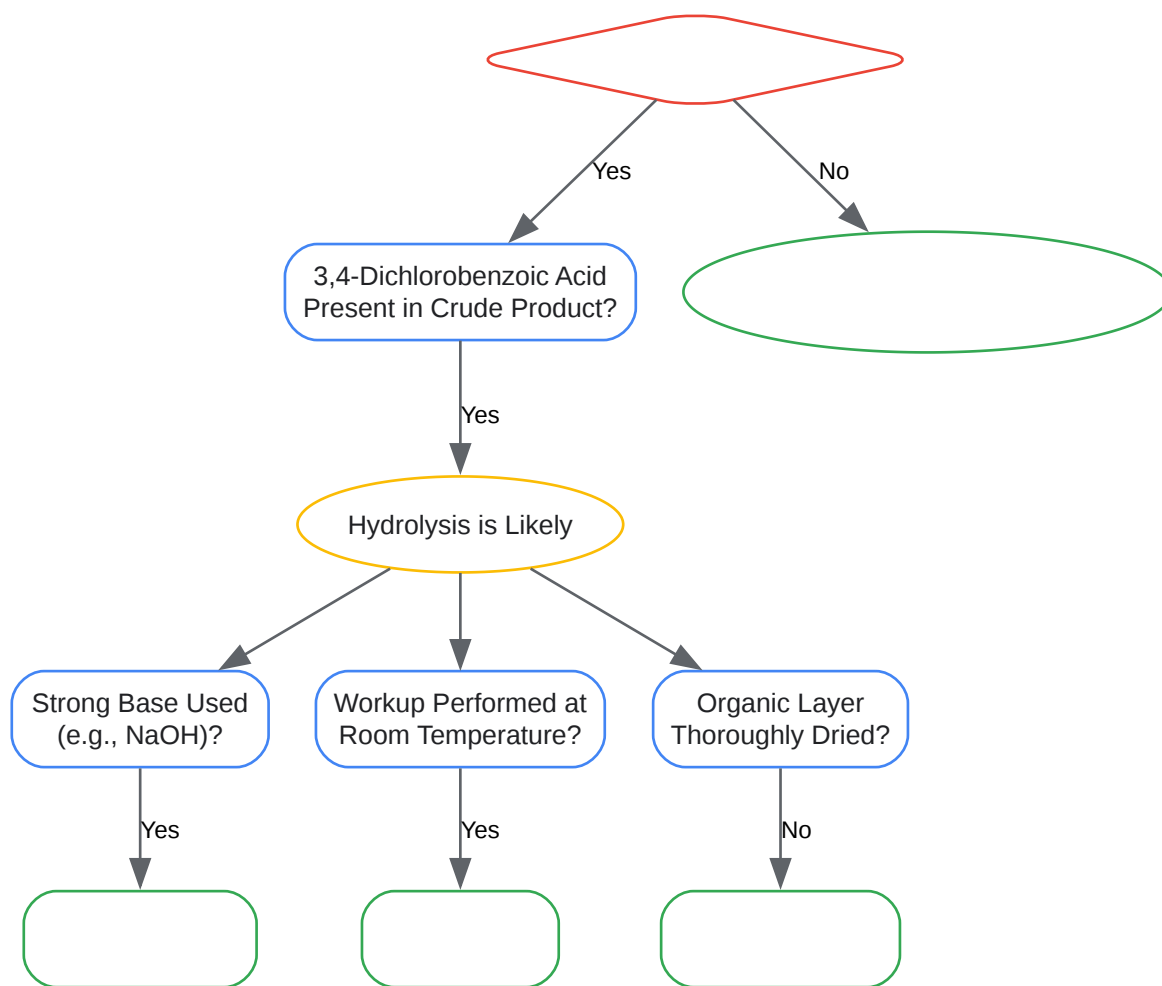 Yes
No
3,4-Dichlorobenzoic Acid
Present in Crude Product?
Yes
Hydrolysis is Likely
Strong Base Used
(e.g., NaOH)?
Workup Performed at
Room Temperature?
Organic Layer
Thoroughly Dried?
Yes
Yes
No